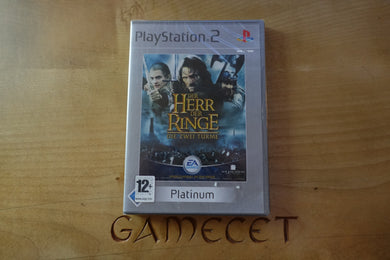 PlayStation 2
DER
HERR
DER
RINGE
DIE ZWEI TÜRME
EA
12+
Platinum
GAMECET